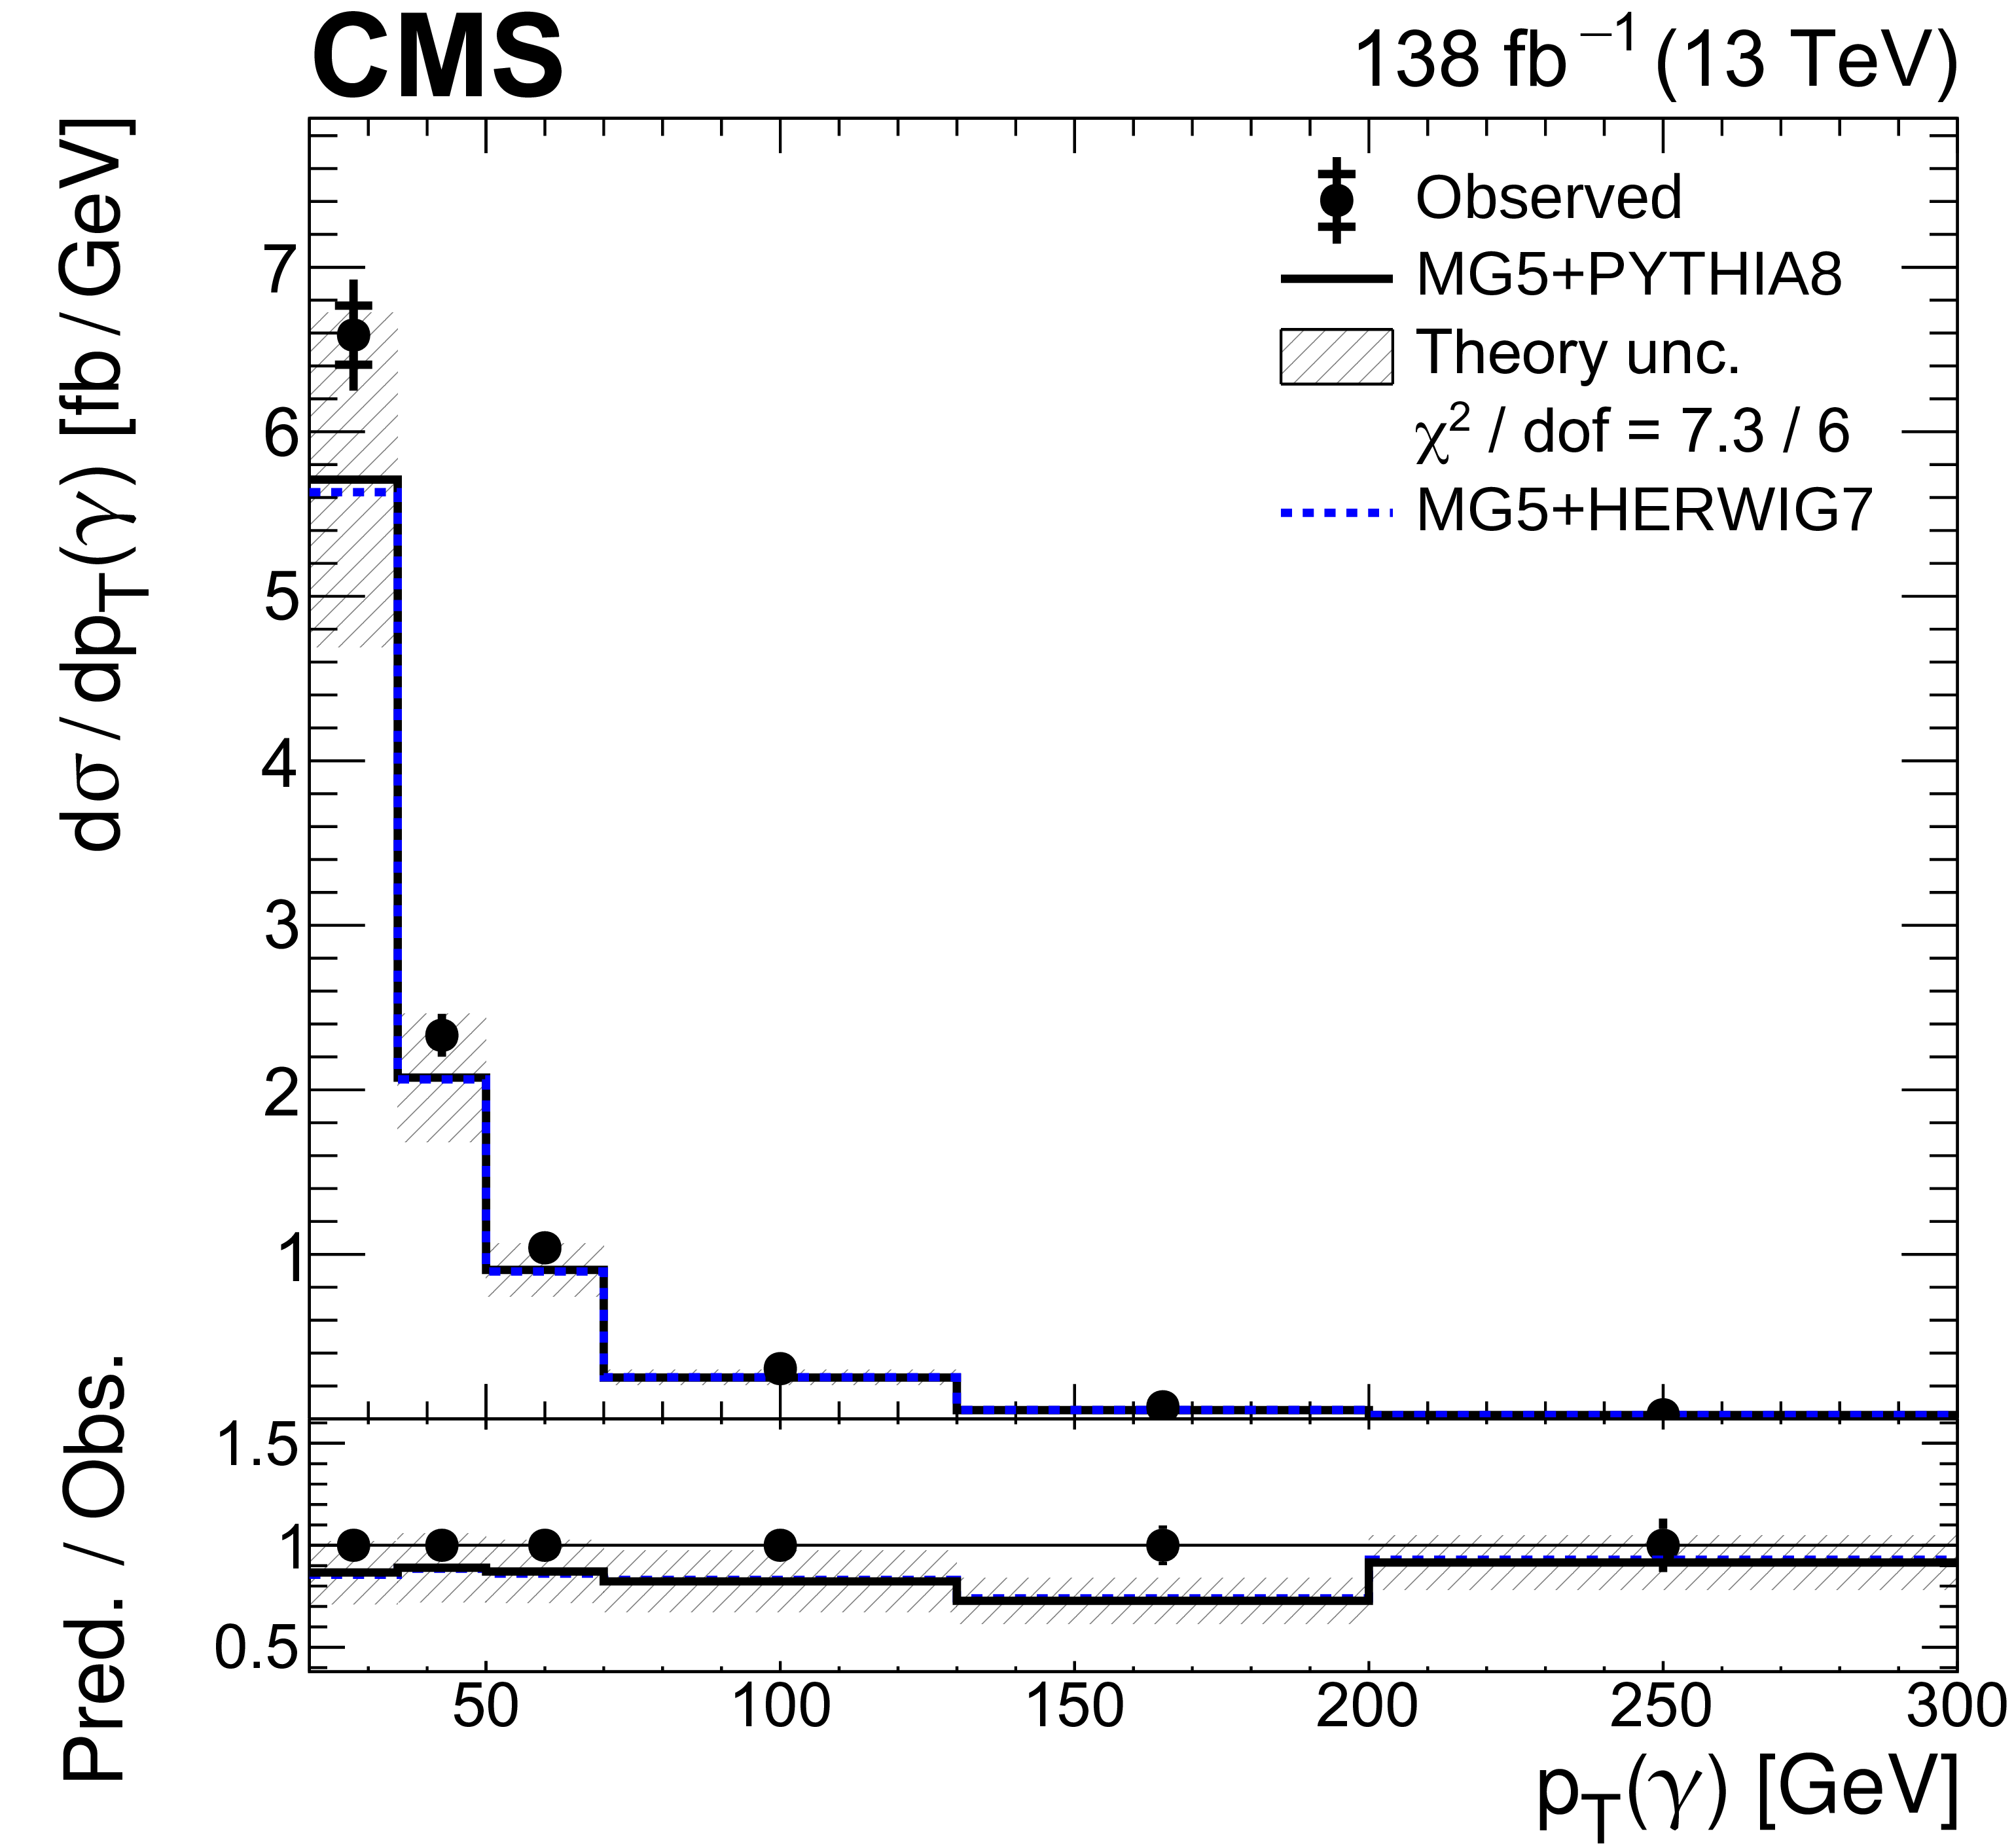 CMS
138 fb⁻¹ (13 TeV)
dσ / dp_T(γ) [fb / GeV]
7
6
5
4
3
2
1
Observed
MG5+PYTHIA8
Theory unc.
χ² / dof = 7.3 / 6
MG5+HERWIG7
Pred. / Obs.
1.5
1
0.5
50 100 150 200 250 300
p_T(γ) [GeV]